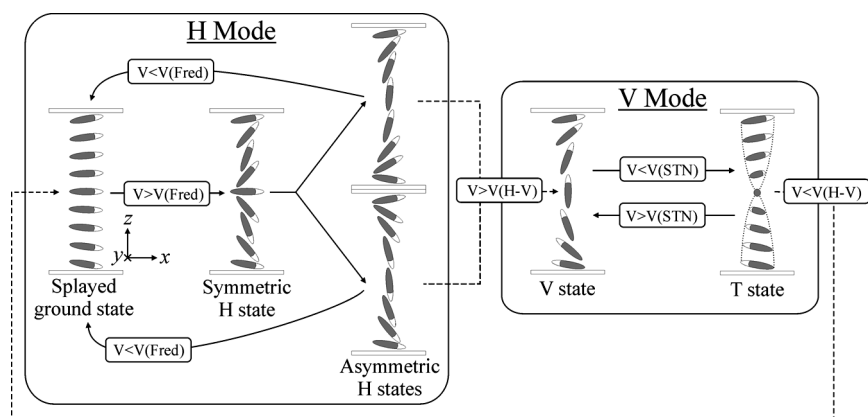 H Mode
V<V(Fred)
V Mode
V>V(Fred)
V>V(H-V)
V<V(STN)
V<V(H-V)
V>V(STN)
z
y
x
Splayed
ground state
Symmetric
H state
V state
T state
V<V(Fred)
Asymmetric
H states